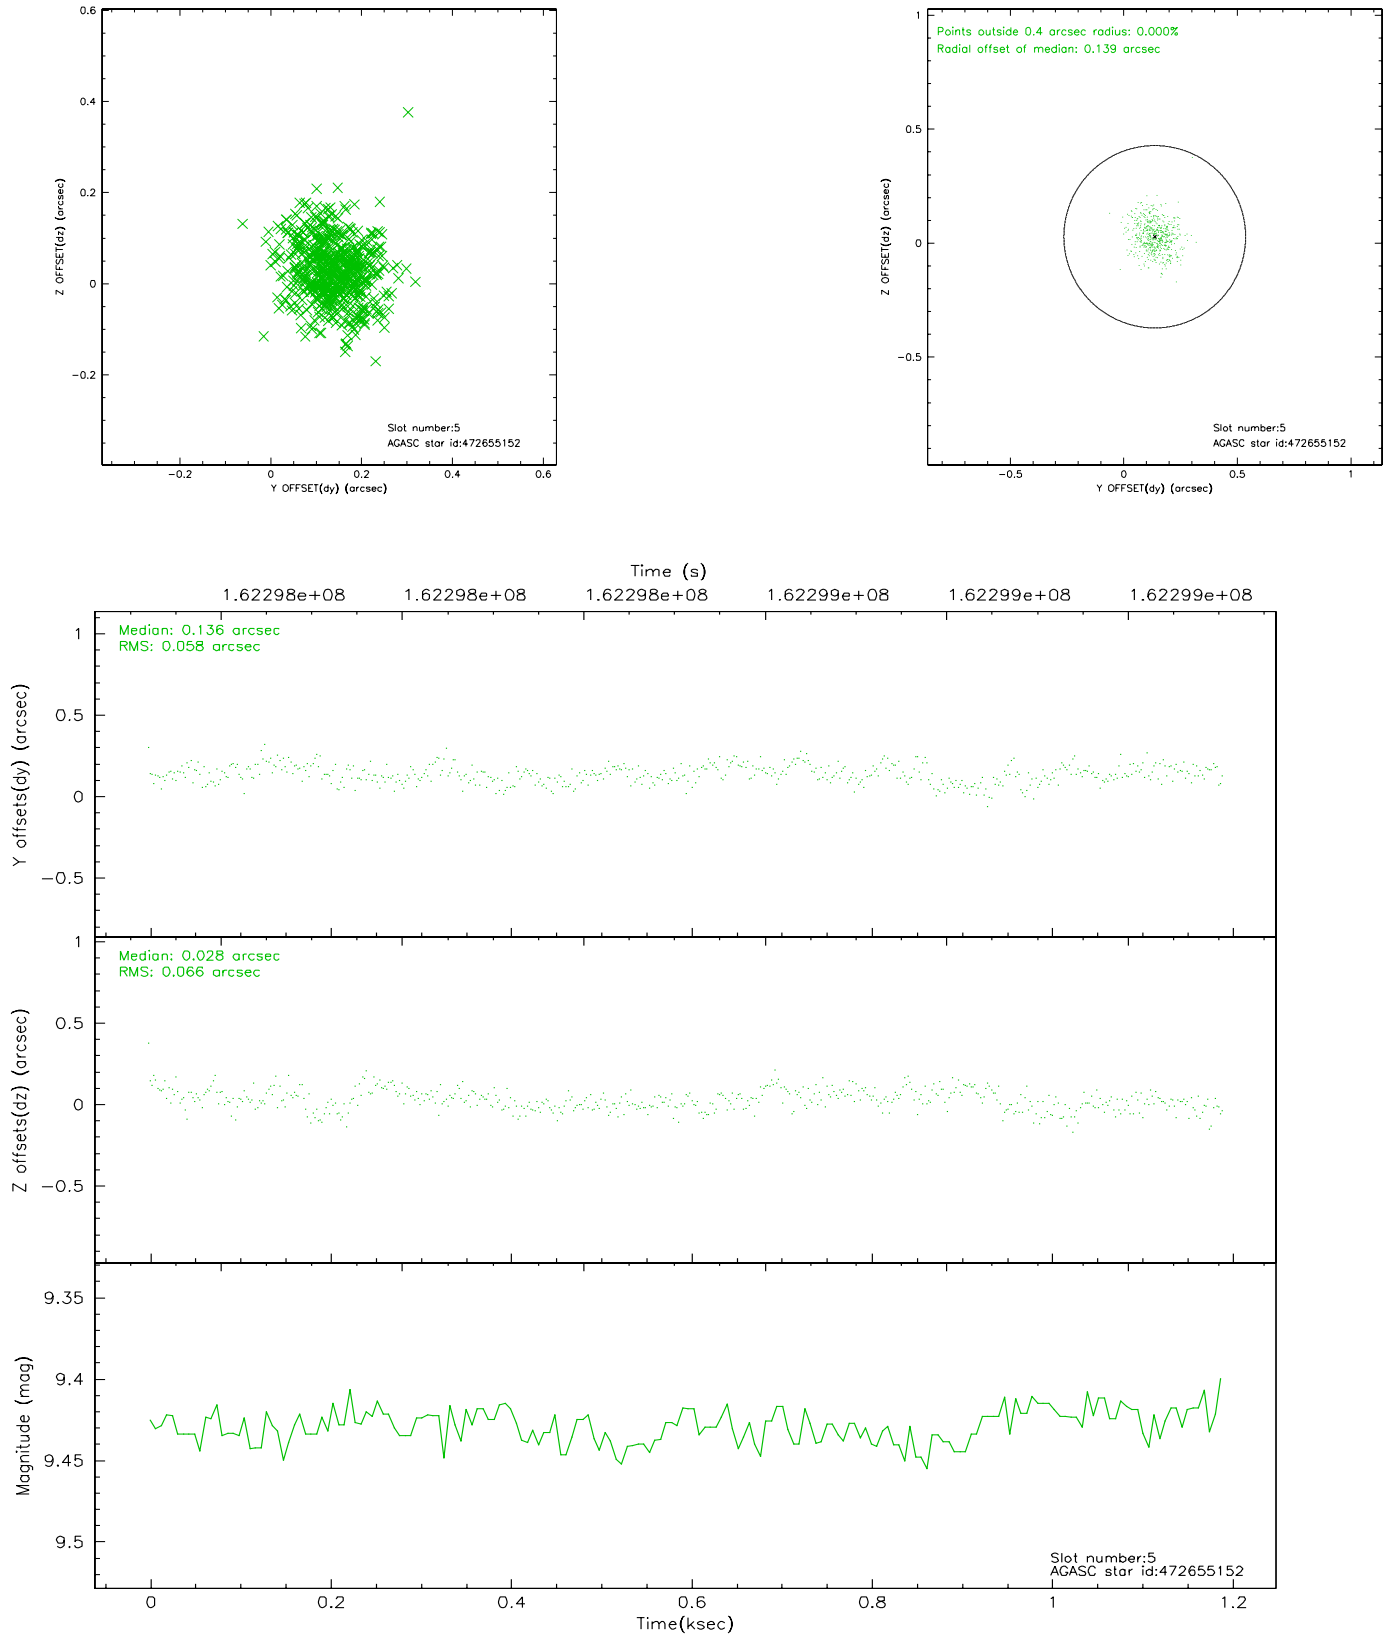 0.6
0.4
0.2
0
−0.2
Z OFFSET(dz) (arcsec)
Slot number:5
AGASC star id:472655152
−0.2 0 0.2 0.4 0.6
Y OFFSET(dy) (arcsec)
Points outside 0.4 arcsec radius: 0.000%
Radial offset of median: 0.139 arcsec
1
0.5
0
−0.5
Z OFFSET(dz) (arcsec)
Slot number:5
AGASC star id:472655152
−0.5 0 0.5 1
Y OFFSET(dy) (arcsec)
Time (s)
1.62298e+08 1.62298e+08 1.62298e+08 1.62299e+08 1.62299e+08 1.62299e+08
Median: 0.136 arcsec
RMS: 0.058 arcsec
1
0.5
0
−0.5
Y offsets(dy) (arcsec)
Median: 0.028 arcsec
RMS: 0.066 arcsec
1
0.5
0
−0.5
Z offsets(dz) (arcsec)
9.35
9.4
9.45
9.5
Magnitude (mag)
Slot number:5
AGASC star id:472655152
0 0.2 0.4 0.6 0.8 1 1.2
Time(ksec)